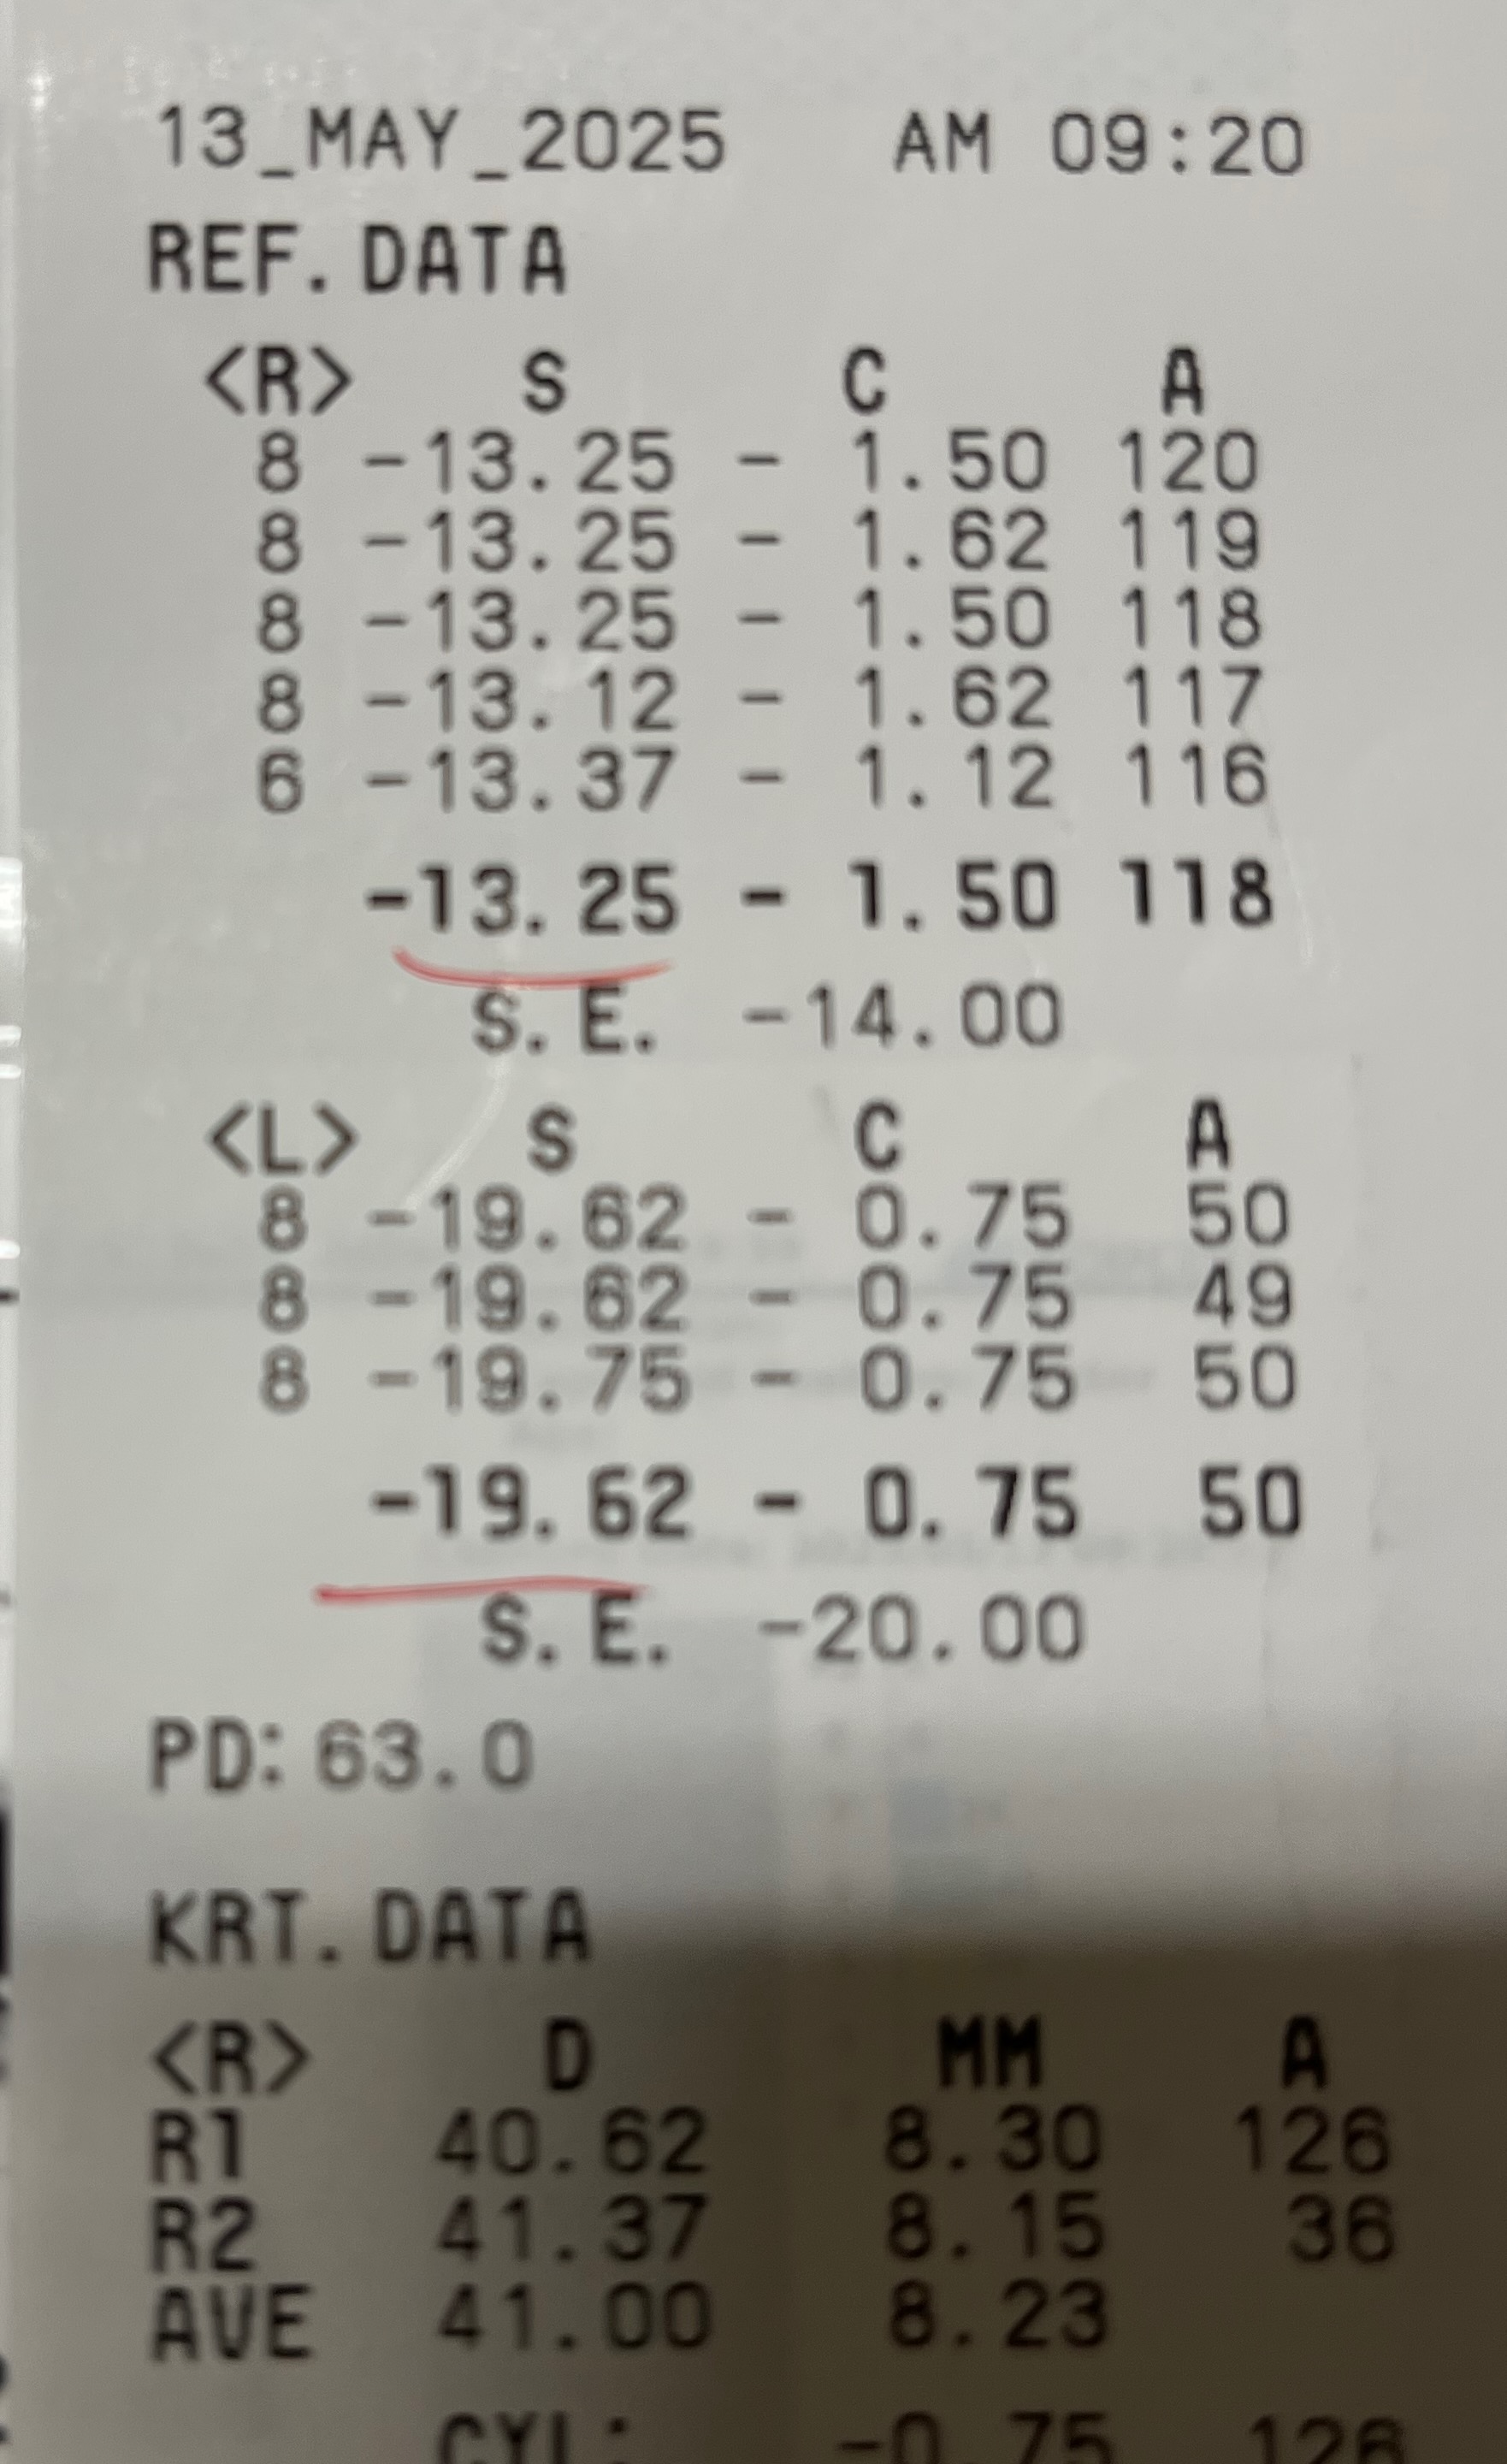 13_MAY_2025 AM 09:20
REF.DATA
<R> S C A
8 -13.25 - 1.50 120
8 -13.25 - 1.62 119
8 -13.25 - 1.50 118
8 -13.12 - 1.62 117
6 -13.37 - 1.12 116
-13.25 - 1.50 118
S.E. -14.00
<L> S C A
8 -19.62 - 0.75 50
8 -19.62 - 0.75 49
8 -19.75 - 0.75 50
-19.62 - 0.75 50
S.E. -20.00
PD:63.0
KRT.DATA
<R> D MM A
R1 40.62 8.30 126
R2 41.37 8.15 36
AVE 41.00 8.23
CYL: -0.75 126